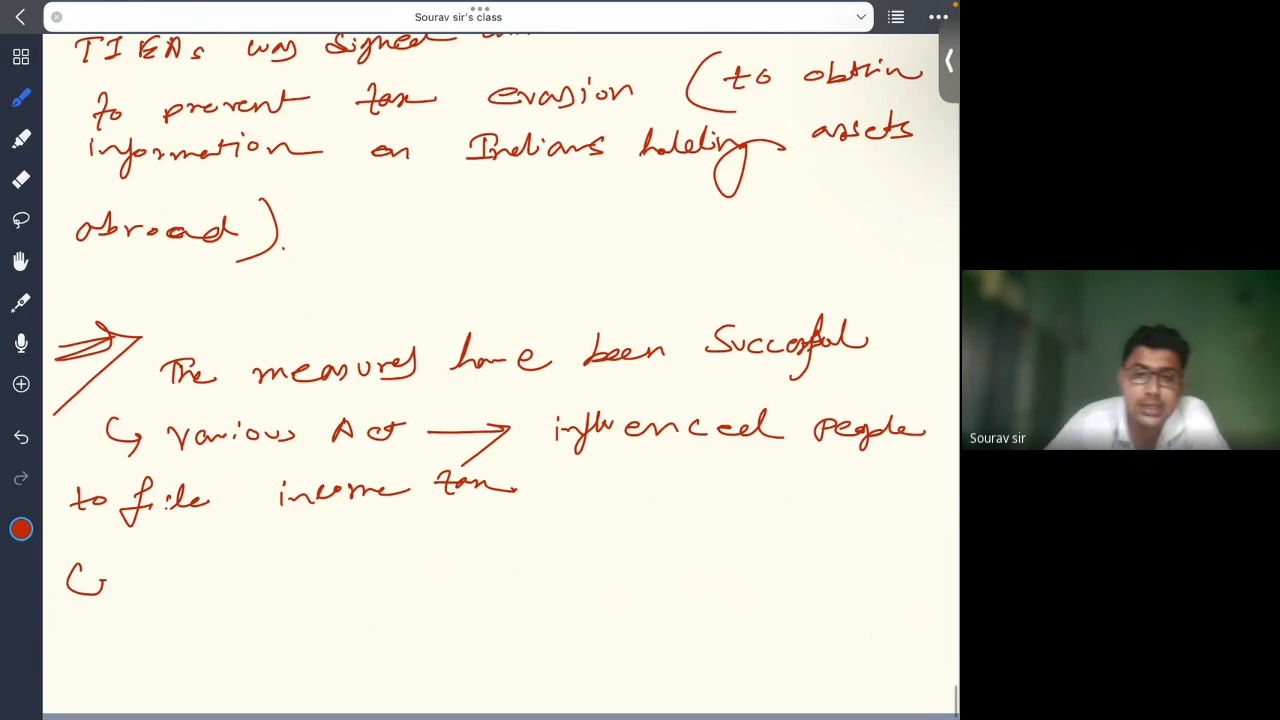 Sourav sir's class
TIEAs was signed
to prevent tax evasion (to obtain
information on Indians holding assets
abroad).
The measures have been successful
various Act → influenced people
to file income tax.
Sourav sir